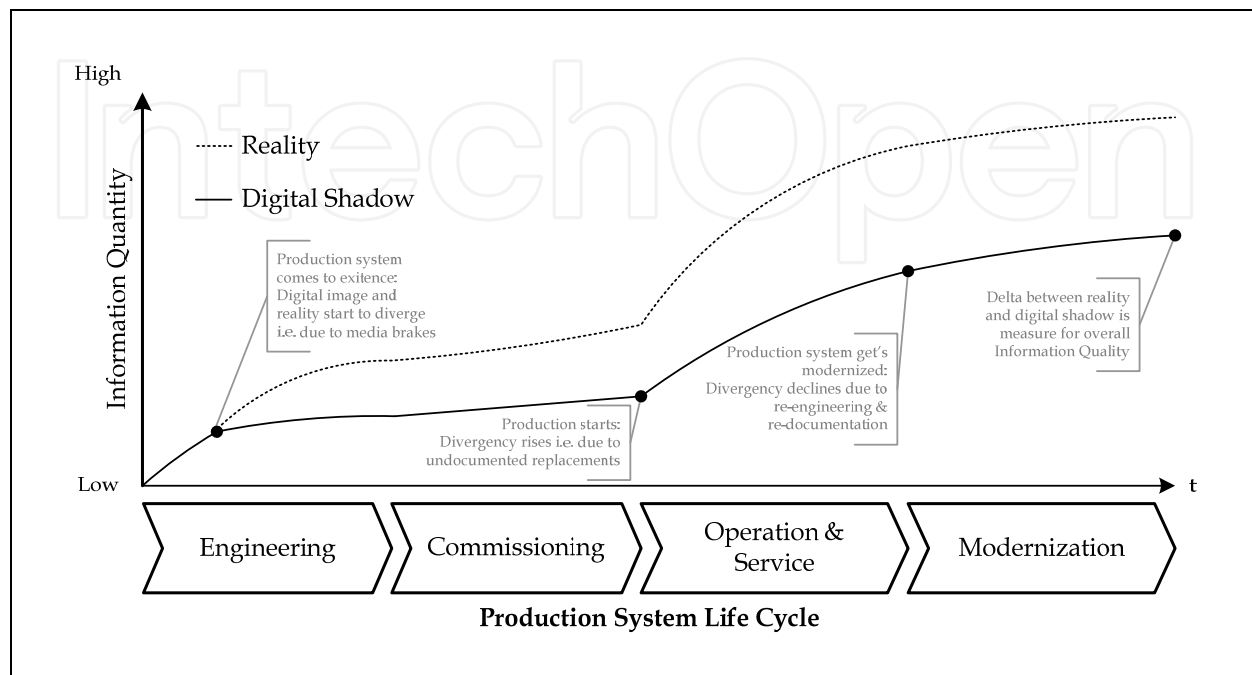 IntechOpen
High
Reality
Digital Shadow
Information Quantity
Production system
comes to exitence:
Digital image and
reality start to diverge
i.e. due to media brakes
Production starts:
Divergency rises i.e. due to
undocumented replacements
Production system get's
modernized:
Divergency declines due to
re-engineering &
re-documentation
Delta between reality
and digital shadow is
measure for overall
Information Quality
Low
t
Engineering
Commissioning
Operation &
Service
Modernization
Production System Life Cycle